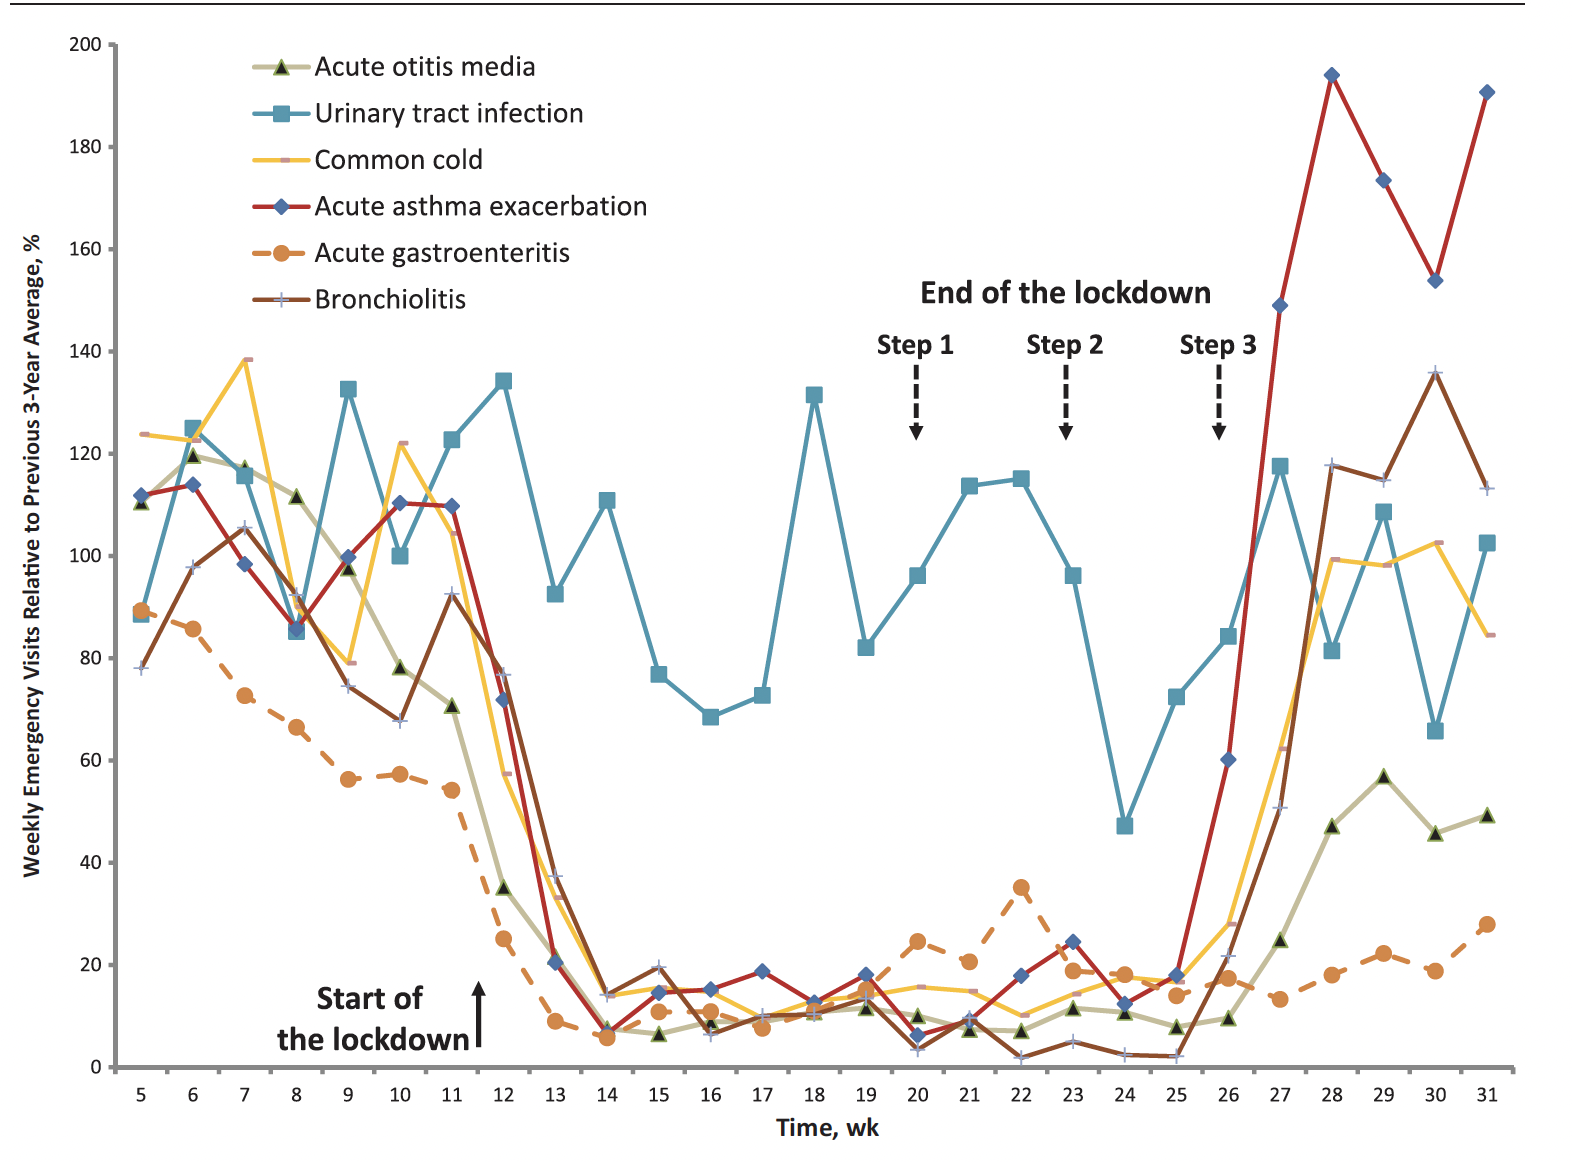 200
180
160
140
120
100
80
60
40
20
0
Weekly Emergency Visits Relative to Previous 3-Year Average, %
Acute otitis media
Urinary tract infection
Common cold
Acute asthma exacerbation
Acute gastroenteritis
Bronchiolitis
End of the lockdown
Step 1 Step 2 Step 3
Start of
the lockdown
5 6 7 8 9 10 11 12 13 14 15 16 17 18 19 20 21 22 23 24 25 26 27 28 29 30 31
Time, wk